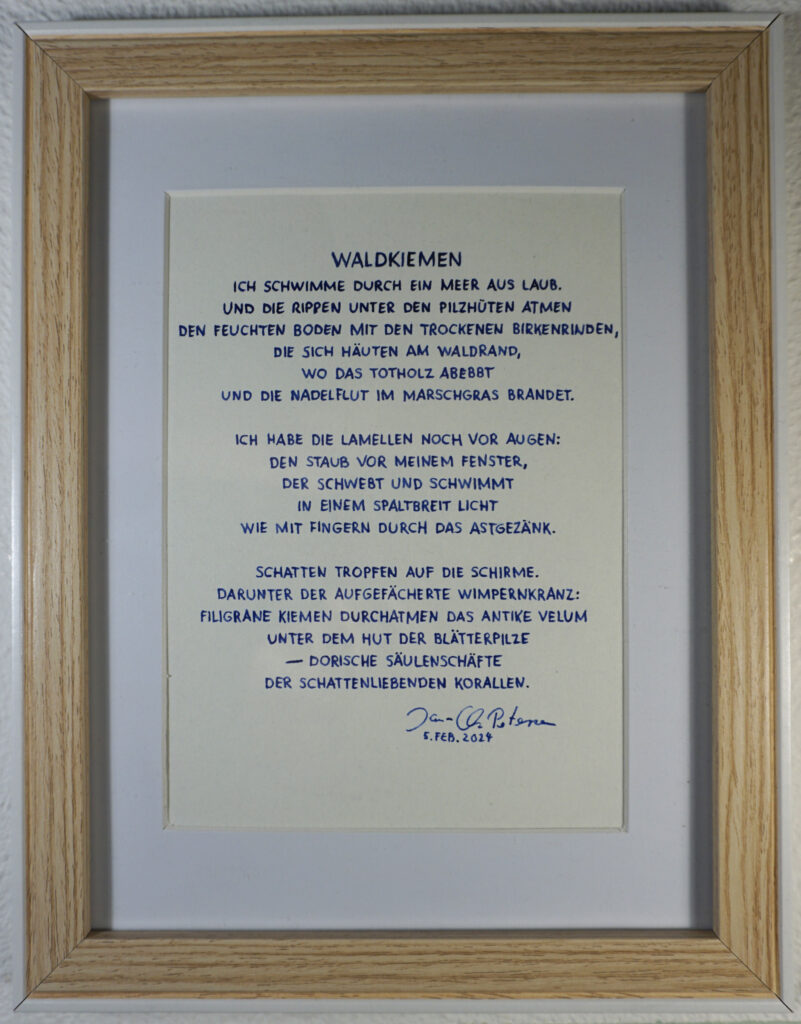 WALDKIEMEN
ICH SCHWIMME DURCH EIN MEER AUS LAUB.
UND DIE RIPPEN UNTER DEN PILZHÜTEN ATMEN
DEN FEUCHTEN BODEN MIT DEN TROCKENEN BIRKENRINDEN,
DIE SICH HÄUTEN AM WALDRAND,
WO DAS TOTHOLZ ABEBBT
UND DIE NADELFLUT IM MARSCHGRAS BRANDET.
ICH HABE DIE LAMELLEN NOCH VOR AUGEN:
DEN STAUB VOR MEINEM FENSTER,
DER SCHWEBT UND SCHWIMMT
IN EINEM SPALTBREIT LICHT
WIE MIT FINGERN DURCH DAS ASTGEZÄNK.
SCHATTEN TROPFEN AUF DIE SCHIRME.
DARUNTER DER AUFGEFÄCHERTE WIMPERNKRANZ:
FILIGRANE KIEMEN DURCHATMEN DAS ANTIKE VELUM
UNTER DEM HUT DER BLÄTTERPILZE
— DORISCHE SÄULENSCHÄFTE
DER SCHATTENLIEBENDEN KORALLEN.
Jan-Ch. Petersen
5. FEB. 2024